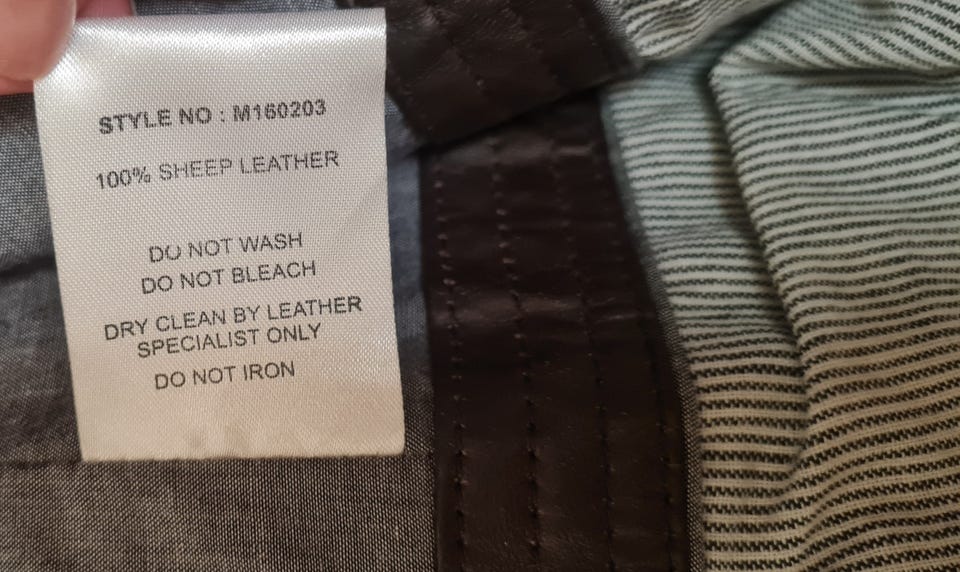 STYLE NO : M160203
100% SHEEP LEATHER
DO NOT WASH
DO NOT BLEACH
DRY CLEAN BY LEATHER
SPECIALIST ONLY
DO NOT IRON